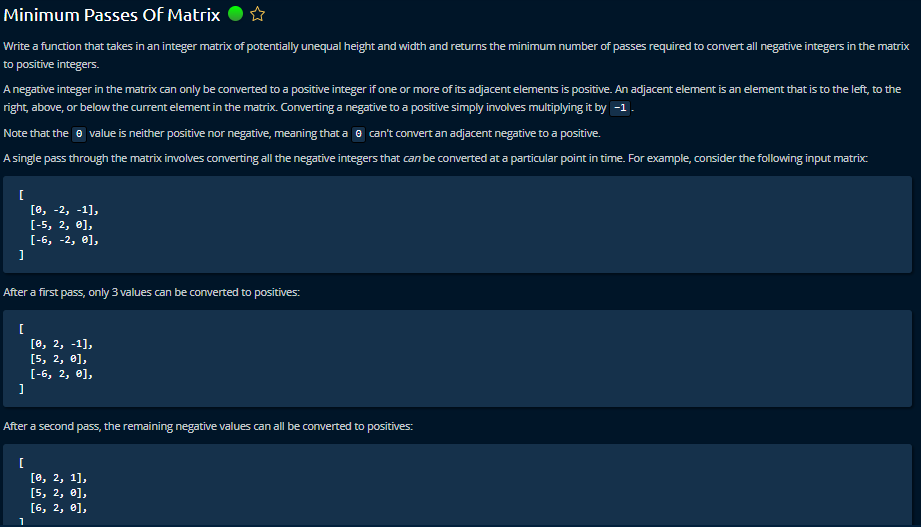 Minimum Passes Of Matrix
Write a function that takes in an integer matrix of potentially unequal height and width and returns the minimum number of passes required to convert all negative integers in the matrix
to positive integers.
A negative integer in the matrix can only be converted to a positive integer if one or more of its adjacent elements is positive. An adjacent element is an element that is to the left, to the
right, above, or below the current element in the matrix. Converting a negative to a positive simply involves multiplying it by -1.
Note that the 0 value is neither positive nor negative, meaning that a 0 can't convert an adjacent negative to a positive.
A single pass through the matrix involves converting all the negative integers that can be converted at a particular point in time. For example, consider the following input matrix:
[
[0, -2, -1],
[-5, 2, 0],
[-6, -2, 0],
]
After a first pass, only 3 values can be converted to positives:
[
[0, 2, -1],
[5, 2, 0],
[-6, 2, 0],
]
After a second pass, the remaining negative values can all be converted to positives:
[
[0, 2, 1],
[5, 2, 0],
[6, 2, 0],
]